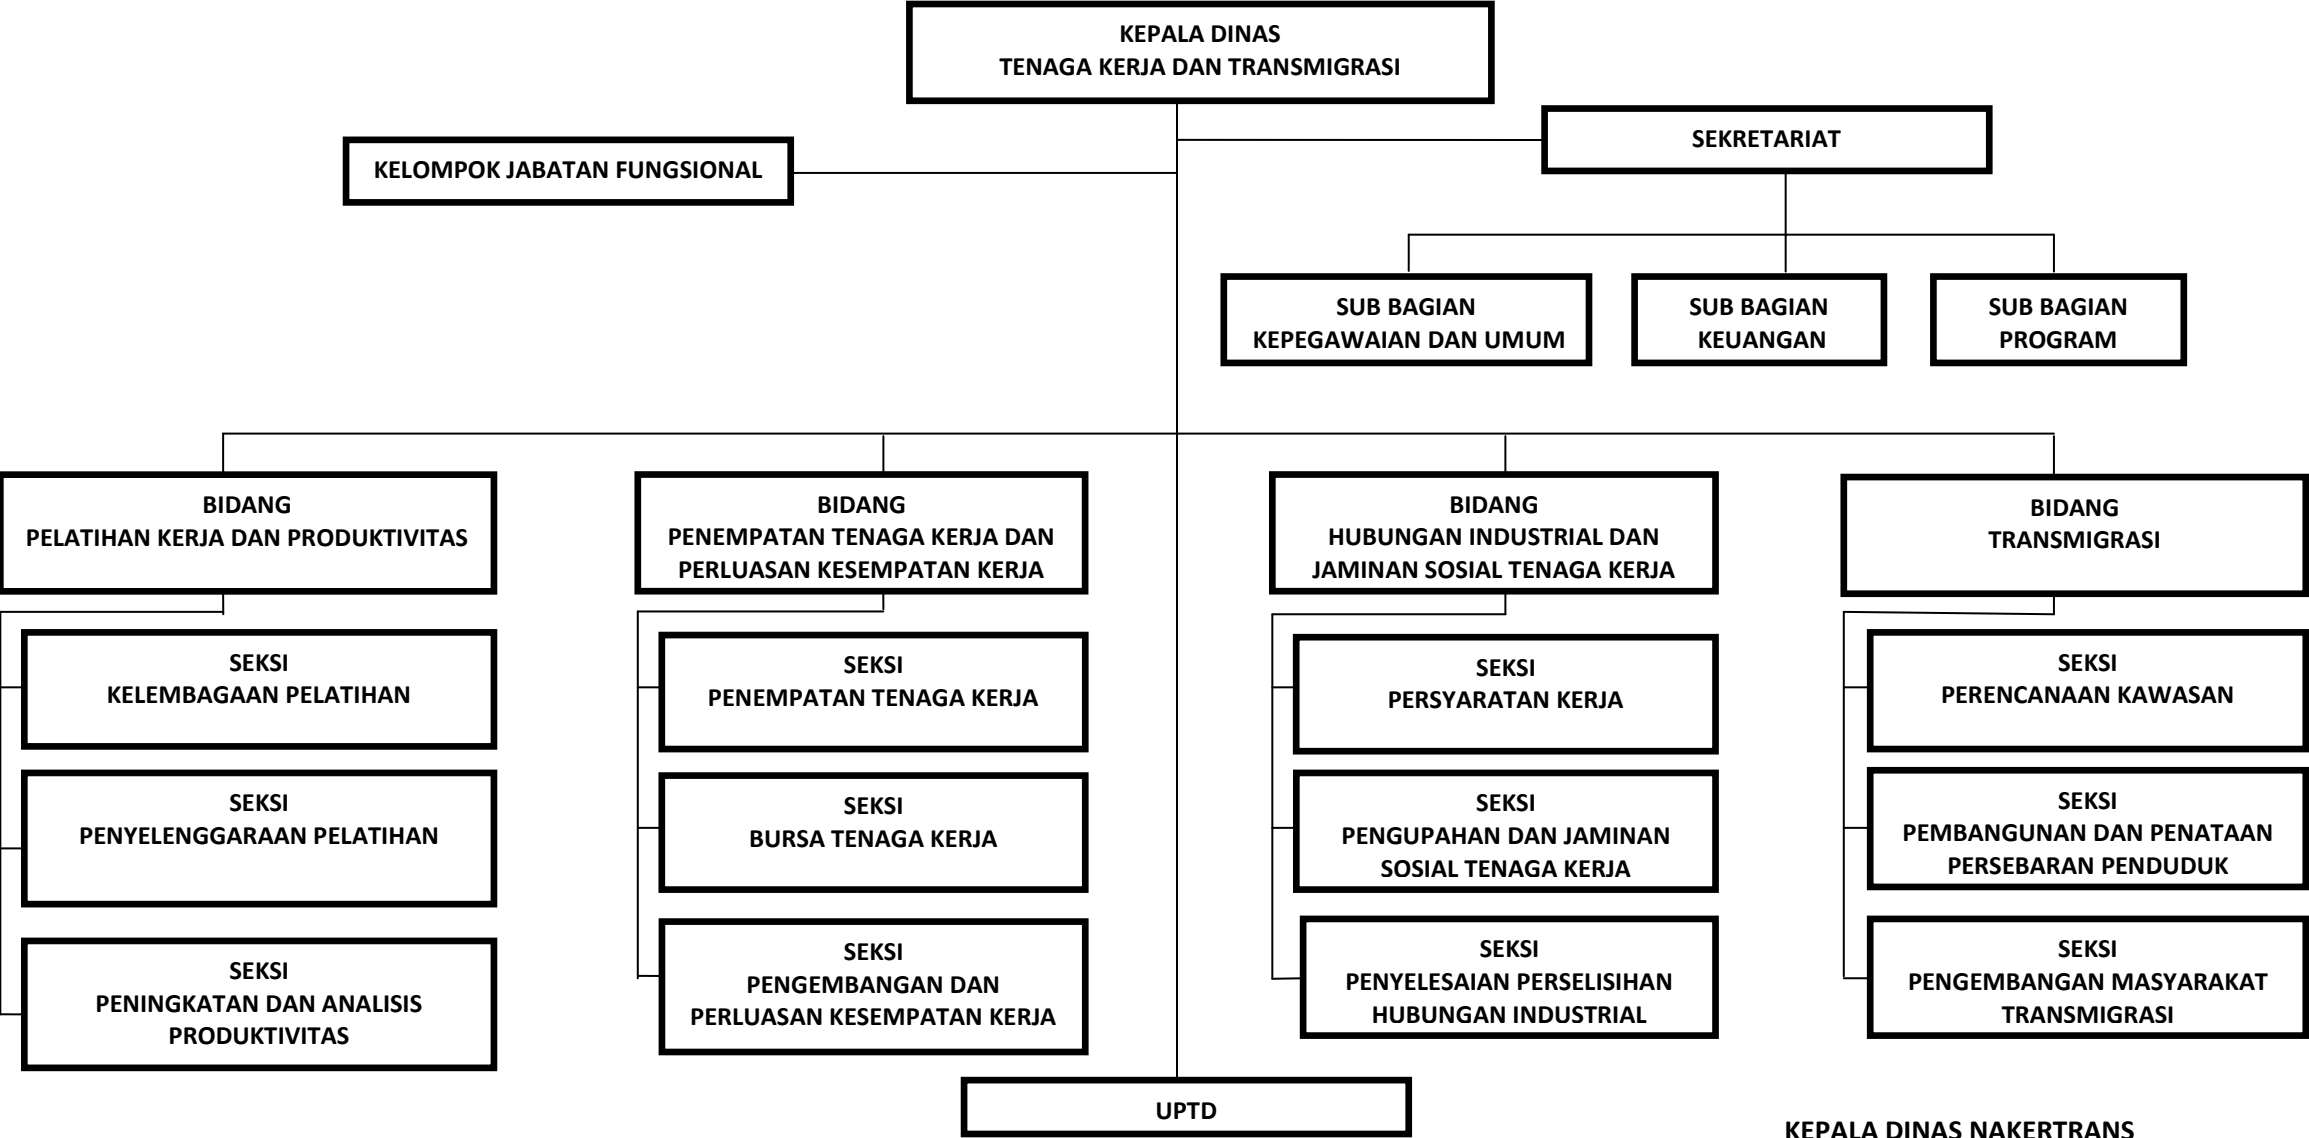 KEPALA DINAS
TENAGA KERJA DAN TRANSMIGRASI
SEKRETARIAT
KELOMPOK JABATAN FUNGSIONAL
SUB BAGIAN
KEPEGAWAIAN DAN UMUM
SUB BAGIAN
KEUANGAN
SUB BAGIAN
PROGRAM
BIDANG
PELATIHAN KERJA DAN PRODUKTIVITAS
BIDANG
PENEMPATAN TENAGA KERJA DAN
PERLUASAN KESEMPATAN KERJA
BIDANG
HUBUNGAN INDUSTRIAL DAN
JAMINAN SOSIAL TENAGA KERJA
BIDANG
TRANSMIGRASI
SEKSI
KELEMBAGAAN PELATIHAN
SEKSI
PENEMPATAN TENAGA KERJA
SEKSI
PERSYARATAN KERJA
SEKSI
PERENCANAAN KAWASAN
SEKSI
PENYELENGGARAAN PELATIHAN
SEKSI
BURSA TENAGA KERJA
SEKSI
PENGUPAHAN DAN JAMINAN
SOSIAL TENAGA KERJA
SEKSI
PEMBANGUNAN DAN PENATAAN
PERSEBARAN PENDUDUK
SEKSI
PENINGKATAN DAN ANALISIS
PRODUKTIVITAS
SEKSI
PENGEMBANGAN DAN
PERLUASAN KESEMPATAN KERJA
SEKSI
PENYELESAIAN PERSELISIHAN
HUBUNGAN INDUSTRIAL
SEKSI
PENGEMBANGAN MASYARAKAT
TRANSMIGRASI
UPTD
KEPALA DINAS NAKERTRANS